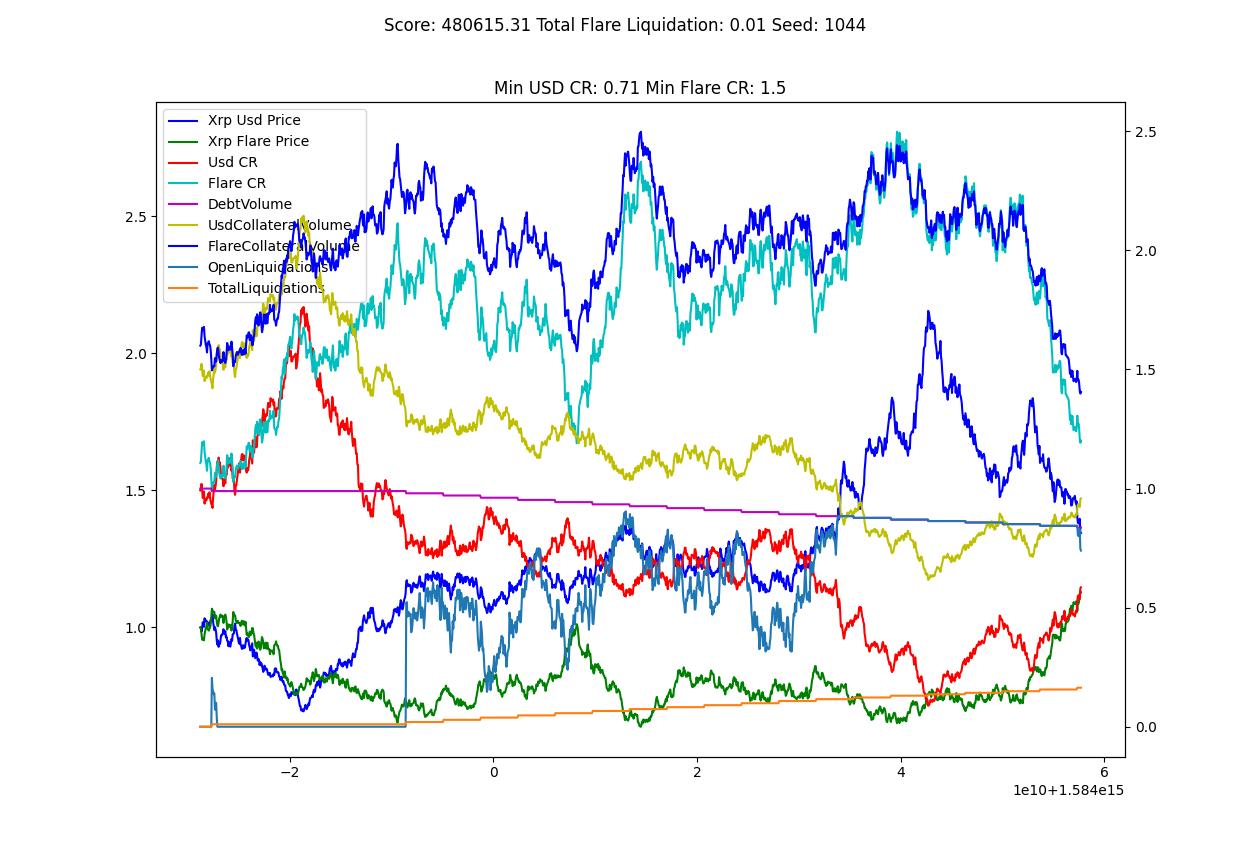 Score: 480615.31 Total Flare Liquidation: 0.01 Seed: 1044
Min USD CR: 0.71 Min Flare CR: 1.5
Xrp Usd Price
Xrp Flare Price
Usd CR
Flare CR
DebtVolume
UsdCollateralVolume
FlareCollateralVolume
OpenLiquidations
TotalLiquidations
2.5
2.0
1.5
1.0
2.5
2.0
1.5
1.0
0.5
0.0
−2 0 2 4 6
1e10+1.584e15